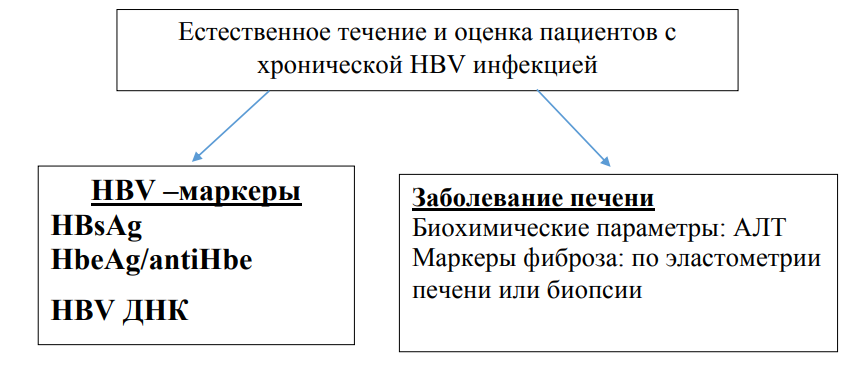 Естественное течение и оценка пациентов с
хронической HBV инфекцией
HBV –маркеры
HBsAg
HbeAg/antiHbe
HBV ДНК
Заболевание печени
Биохимические параметры: АЛТ
Маркеры фиброза: по эластометрии
печени или биопсии